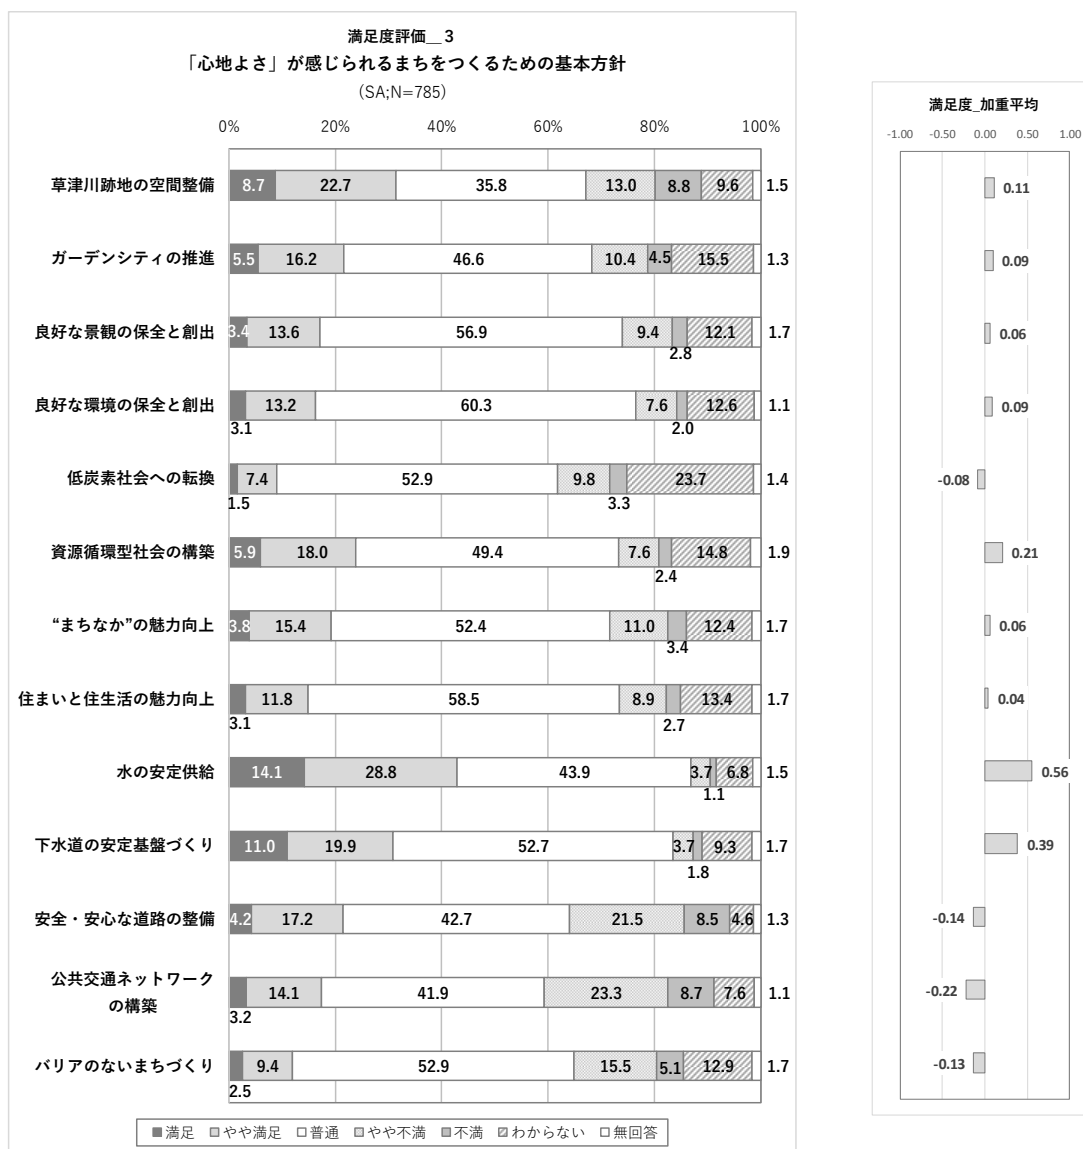 満足度評価__3
「心地よさ」が感じられるまちをつくるための基本方針
(SA;N=785)
0% 20% 40% 60% 80% 100%
草津川跡地の空間整備 8.7 22.7 35.8 13.0 8.8 9.6 1.5
ガーデンシティの推進 5.5 16.2 46.6 10.4 4.5 15.5 1.3
良好な景観の保全と創出 3.4 13.6 56.9 9.4 12.1 1.7
2.8
良好な環境の保全と創出 13.2 60.3 7.6 12.6 1.1
3.1 2.0
低炭素社会への転換 7.4 52.9 9.8 23.7 1.4
1.5 3.3
資源循環型社会の構築 5.9 18.0 49.4 7.6 14.8 1.9
2.4
“まちなか”の魅力向上 3.8 15.4 52.4 11.0 12.4 1.7
3.4
住まいと住生活の魅力向上 11.8 58.5 8.9 13.4 1.7
3.1 2.7
水の安定供給 14.1 28.8 43.9 3.7 6.8 1.5
1.1
下水道の安定基盤づくり 11.0 19.9 52.7 3.7 9.3 1.7
1.8
安全・安心な道路の整備 4.2 17.2 42.7 21.5 8.5 4.6 1.3
公共交通ネットワーク
の構築 14.1 41.9 23.3 8.7 7.6 1.1
3.2
バリアのないまちづくり 9.4 52.9 15.5 5.1 12.9 1.7
2.5
満足 やや満足 普通 やや不満 不満 わからない 無回答
満足度_加重平均
-1.00 -0.50 0.00 0.50 1.00
0.11
0.09
0.06
0.09
-0.08
0.21
0.06
0.04
0.56
0.39
-0.14
-0.22
-0.13